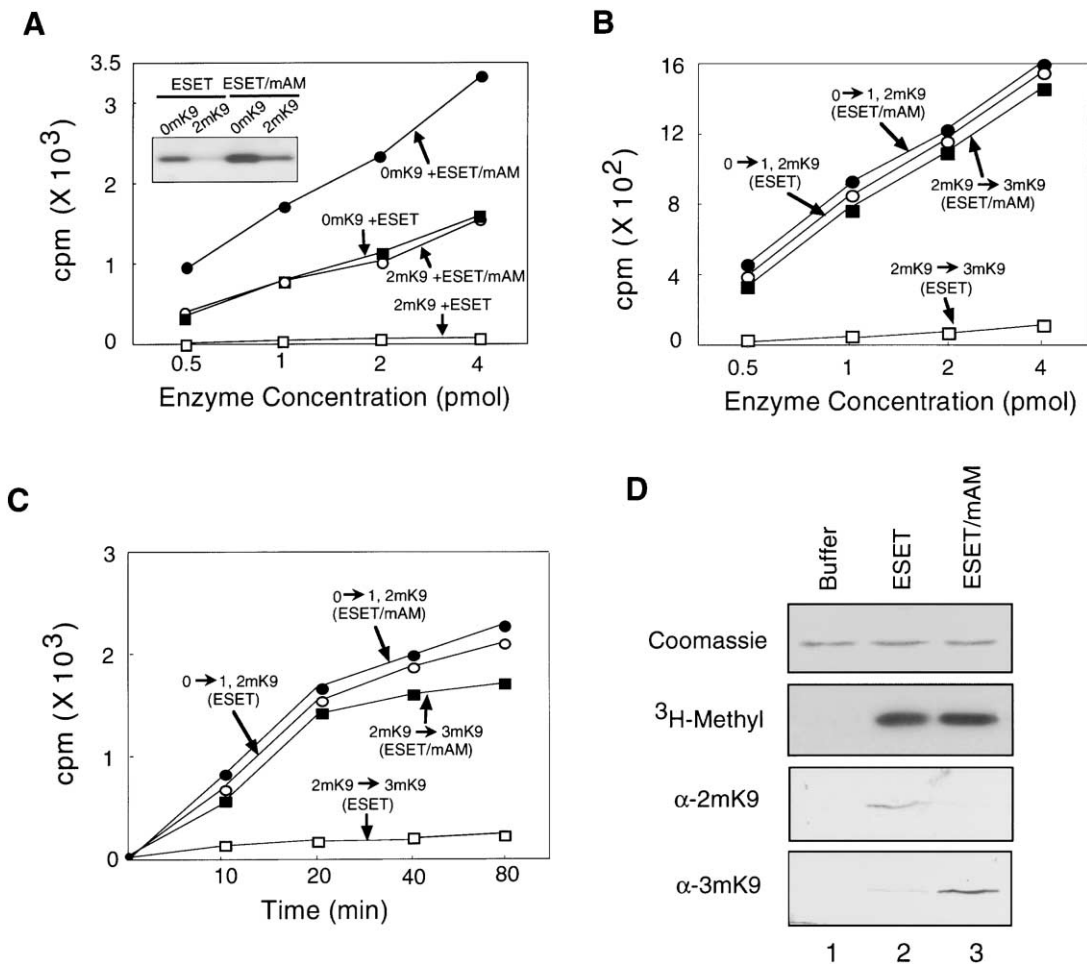 A
3.5
3
2
1
0
cpm (X 10³)
ESET ESET/mAM
0mK9 2mK9 0mK9 2mK9
0mK9 +ESET/mAM
0mK9 +ESET
2mK9 +ESET/mAM
2mK9 +ESET
0.5 1 2 4
Enzyme Concentration (pmol)
B
16
12
8
4
0
cpm (X 10²)
0→1, 2mK9
(ESET/mAM)
0→1, 2mK9
(ESET)
2mK9→3mK9
(ESET/mAM)
2mK9→3mK9
(ESET)
0.5 1 2 4
Enzyme Concentration (pmol)
C
3
2
1
0
cpm (X 10³)
0→1, 2mK9
(ESET/mAM)
0→1, 2mK9
(ESET)
2mK9→3mK9
(ESET/mAM)
2mK9→3mK9
(ESET)
10 20 40 80
Time (min)
D
Buffer ESET ESET/mAM
Coomassie
³H-Methyl
α-2mK9
α-3mK9
1 2 3